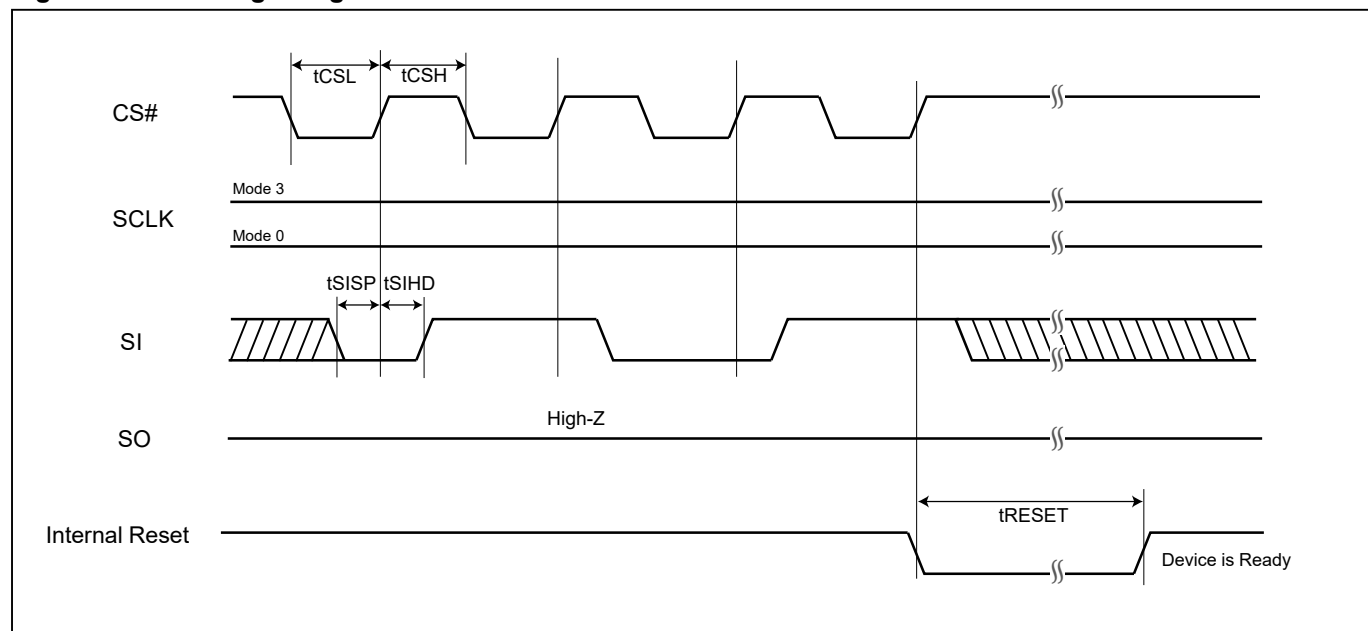 tCSL
tCSH
CS#
Mode 3
SCLK
Mode 0
tSISP
tSIHD
SI
High-Z
SO
tRESET
Internal Reset
Device is Ready